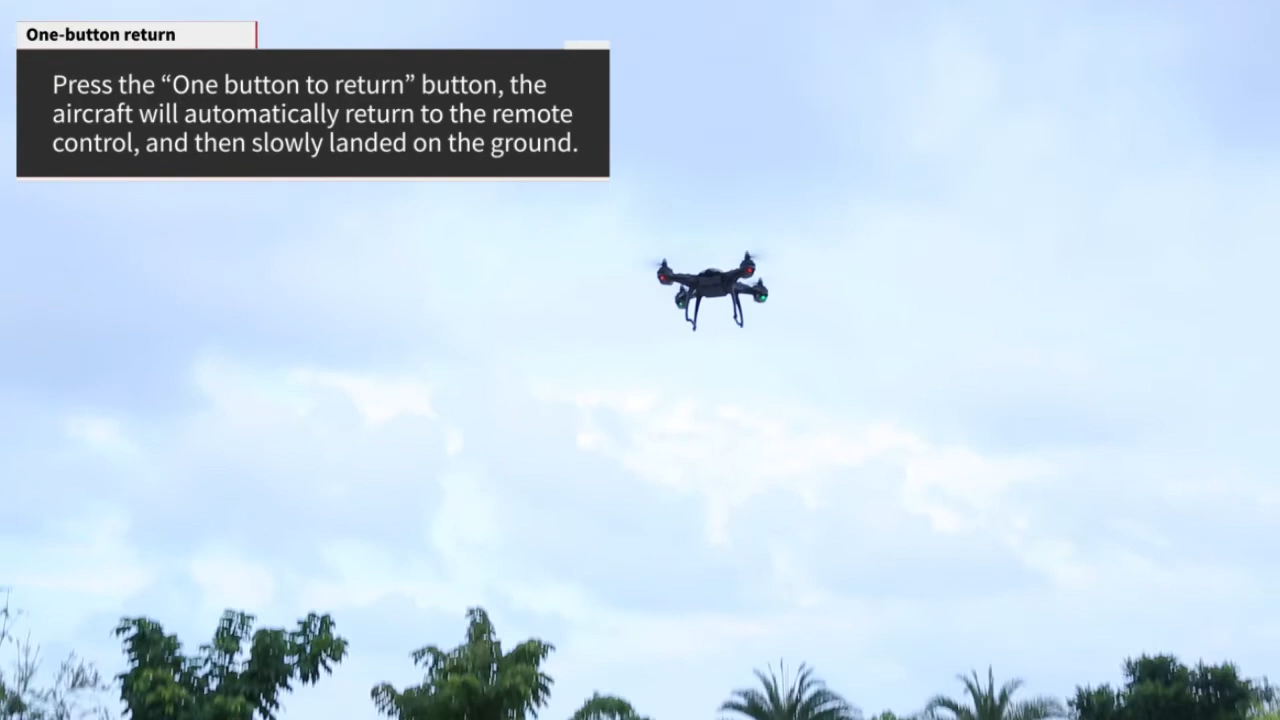 One-button return
Press the “One button to return” button, the
aircraft will automatically return to the remote
control, and then slowly landed on the ground.